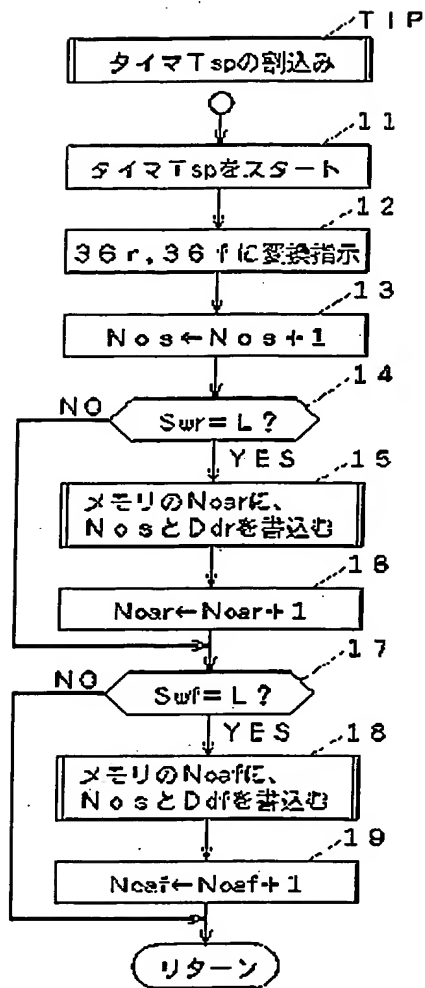 TIP
タイマTspの割込み
11
タイマTspをスタート
12
36r,36fに変換指示
13
Nos←Nos+1
14
NO
Swr=L?
YES
15
メモリのNoarに、
NosとDdrを書込む
16
Noar←Noar+1
17
NO
Swf=L?
YES
18
メモリのNoafに、
NosとDdfを書込む
19
Noaf←Noaf+1
リターン